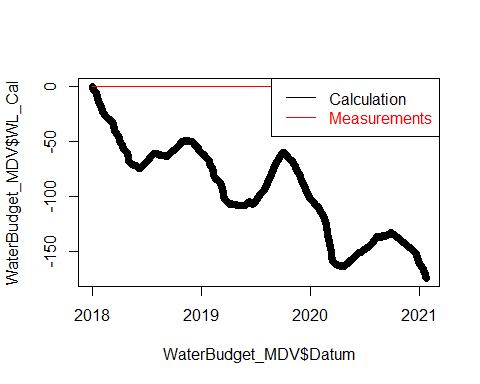 Calculation
Measurements
0
-50
-100
-150
WaterBudget_MDV$WL_Cal
2018 2019 2020 2021
WaterBudget_MDV$Datum